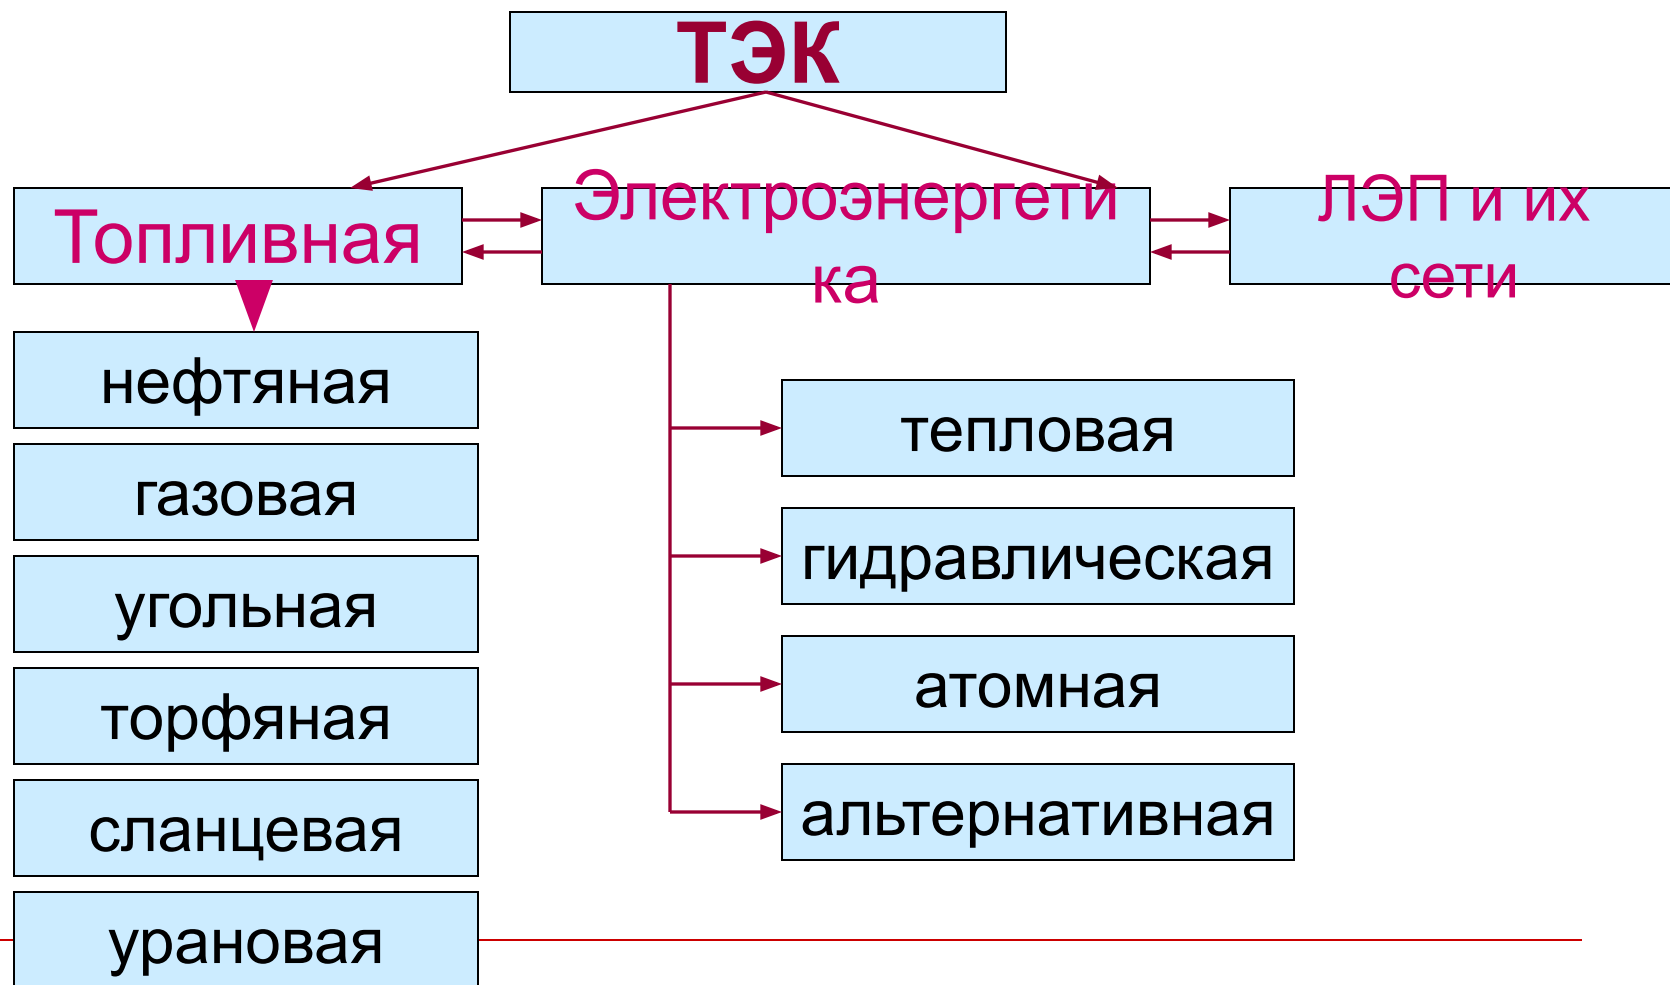 ТЭК
Топливная
Электроэнергети
ка
ЛЭП и их
сети
нефтяная
газовая
угольная
торфяная
сланцевая
урановая
тепловая
гидравлическая
атомная
альтернативная